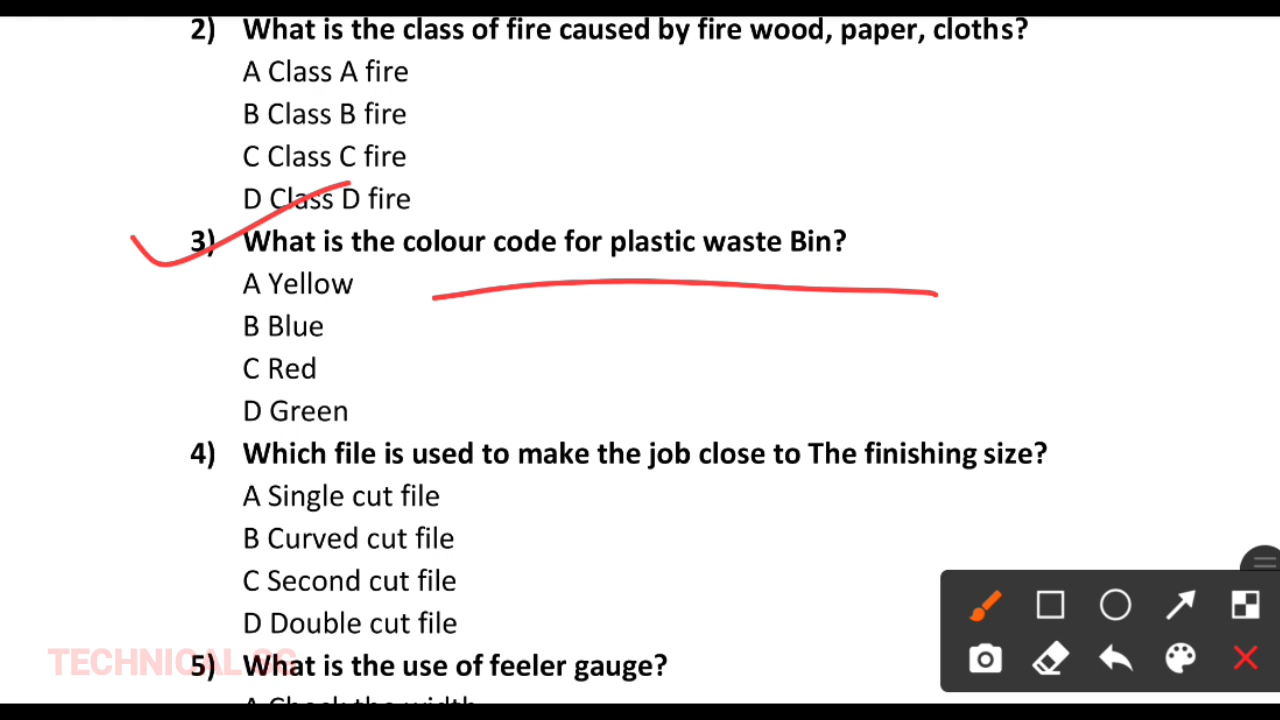 2) What is the class of fire caused by fire wood, paper, cloths?
A Class A fire
B Class B fire
C Class C fire
D Class D fire
3) What is the colour code for plastic waste Bin?
A Yellow
B Blue
C Red
D Green
4) Which file is used to make the job close to The finishing size?
A Single cut file
B Curved cut file
C Second cut file
D Double cut file
5) What is the use of feeler gauge?
A Check the width